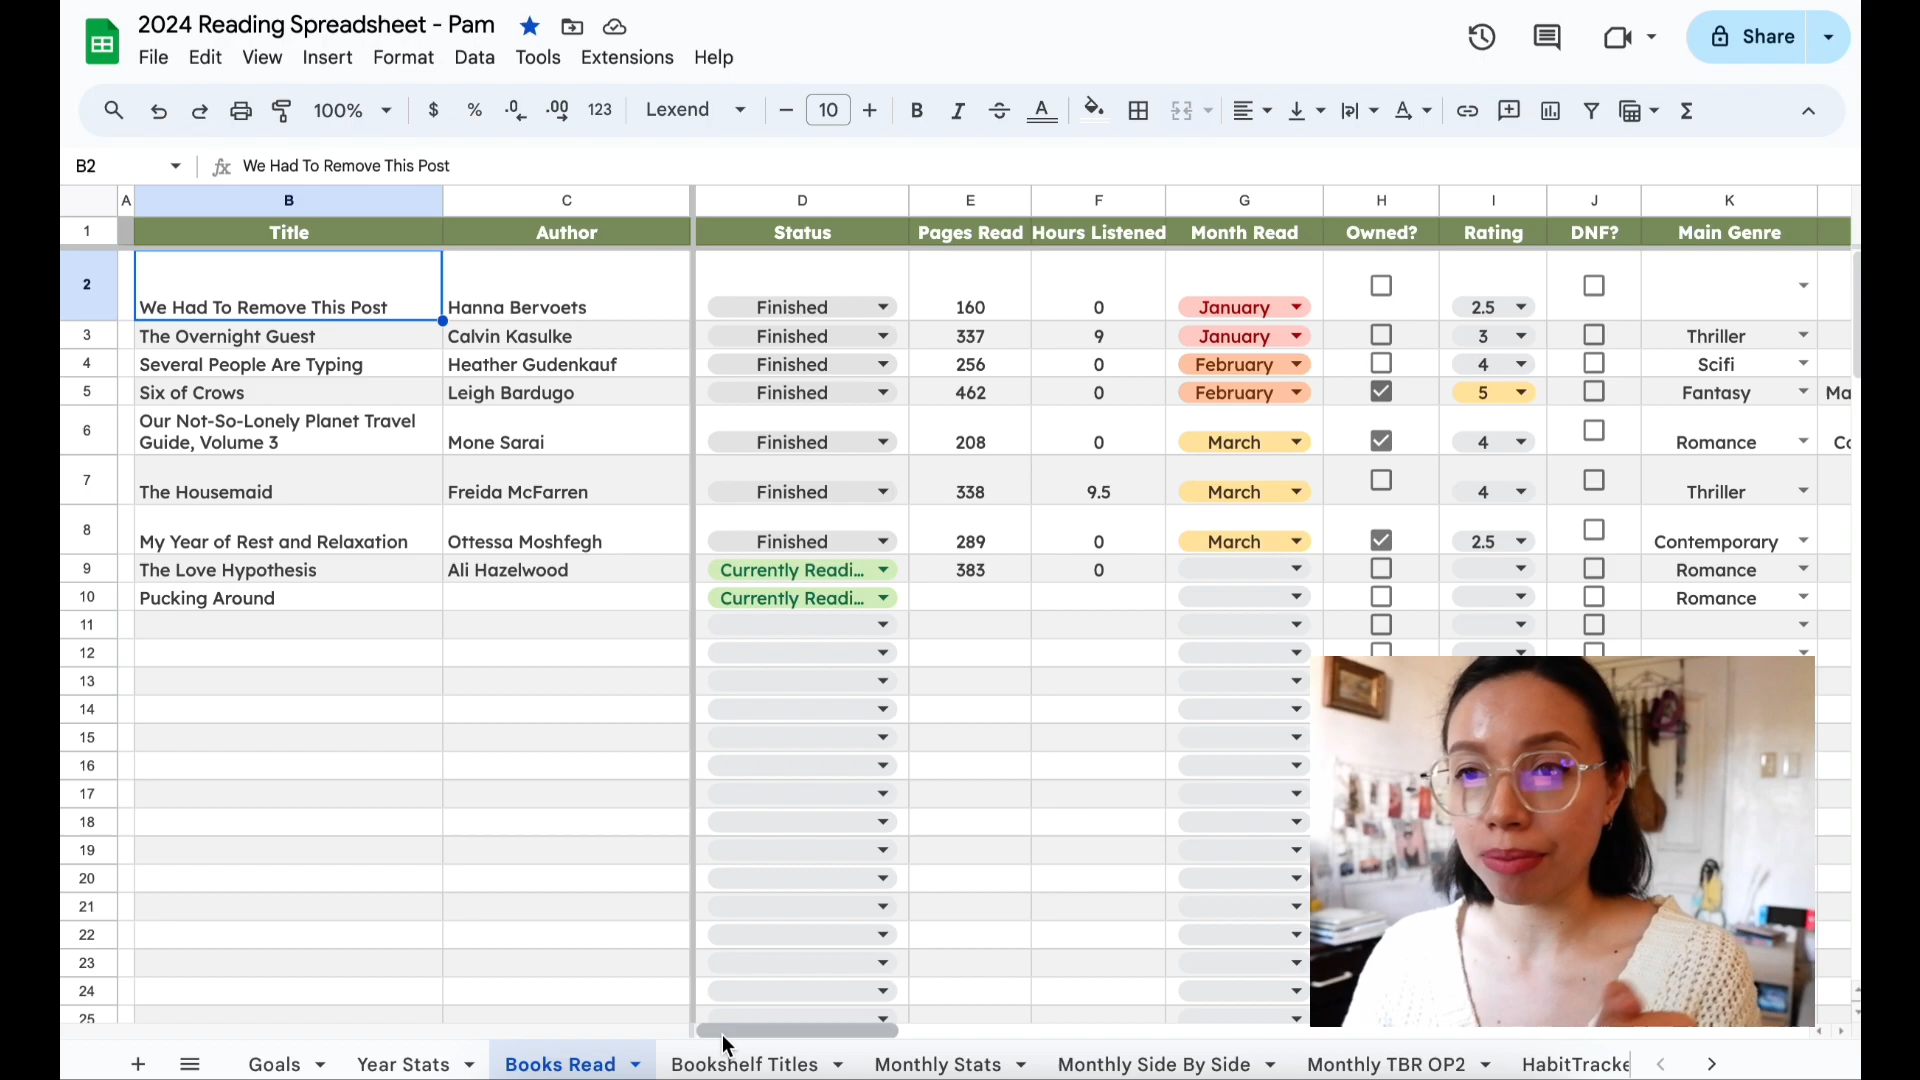 2024 Reading Spreadsheet - Pam
Share
File Edit View Insert Format Data Tools Extensions Help
100% $ % .0 .00 123 Lexend 10 B I S A A Σ
B2 fx We Had To Remove This Post
A B C D E F G H I J K
1 Title Author Status Pages Read Hours Listened Month Read Owned? Rating DNF? Main Genre
2 We Had To Remove This Post Hanna Bervoets Finished 160 0 January 2.5
3 The Overnight Guest Calvin Kasulke Finished 337 9 January 3 Thriller
4 Several People Are Typing Heather Gudenkauf Finished 256 0 February 4 Scifi
5 Six of Crows Leigh Bardugo Finished 462 0 February 5 Fantasy Ma
6 Our Not-So-Lonely Planet Travel
Guide, Volume 3 Mone Sarai Finished 208 0 March 4 Romance Co
7 The Housemaid Freida McFarren Finished 338 9.5 March 4 Thriller
8 My Year of Rest and Relaxation Ottessa Moshfegh Finished 289 0 March 2.5 Contemporary
9 The Love Hypothesis Ali Hazelwood Currently Readi... 383 0 Romance
10 Pucking Around Currently Readi... Romance
11
12
13
14
15
16
17
18
19
20
21
22
23
24
25
Goals Year Stats Books Read Bookshelf Titles Monthly Stats Monthly Side By Side Monthly TBR OP2 HabitTracke